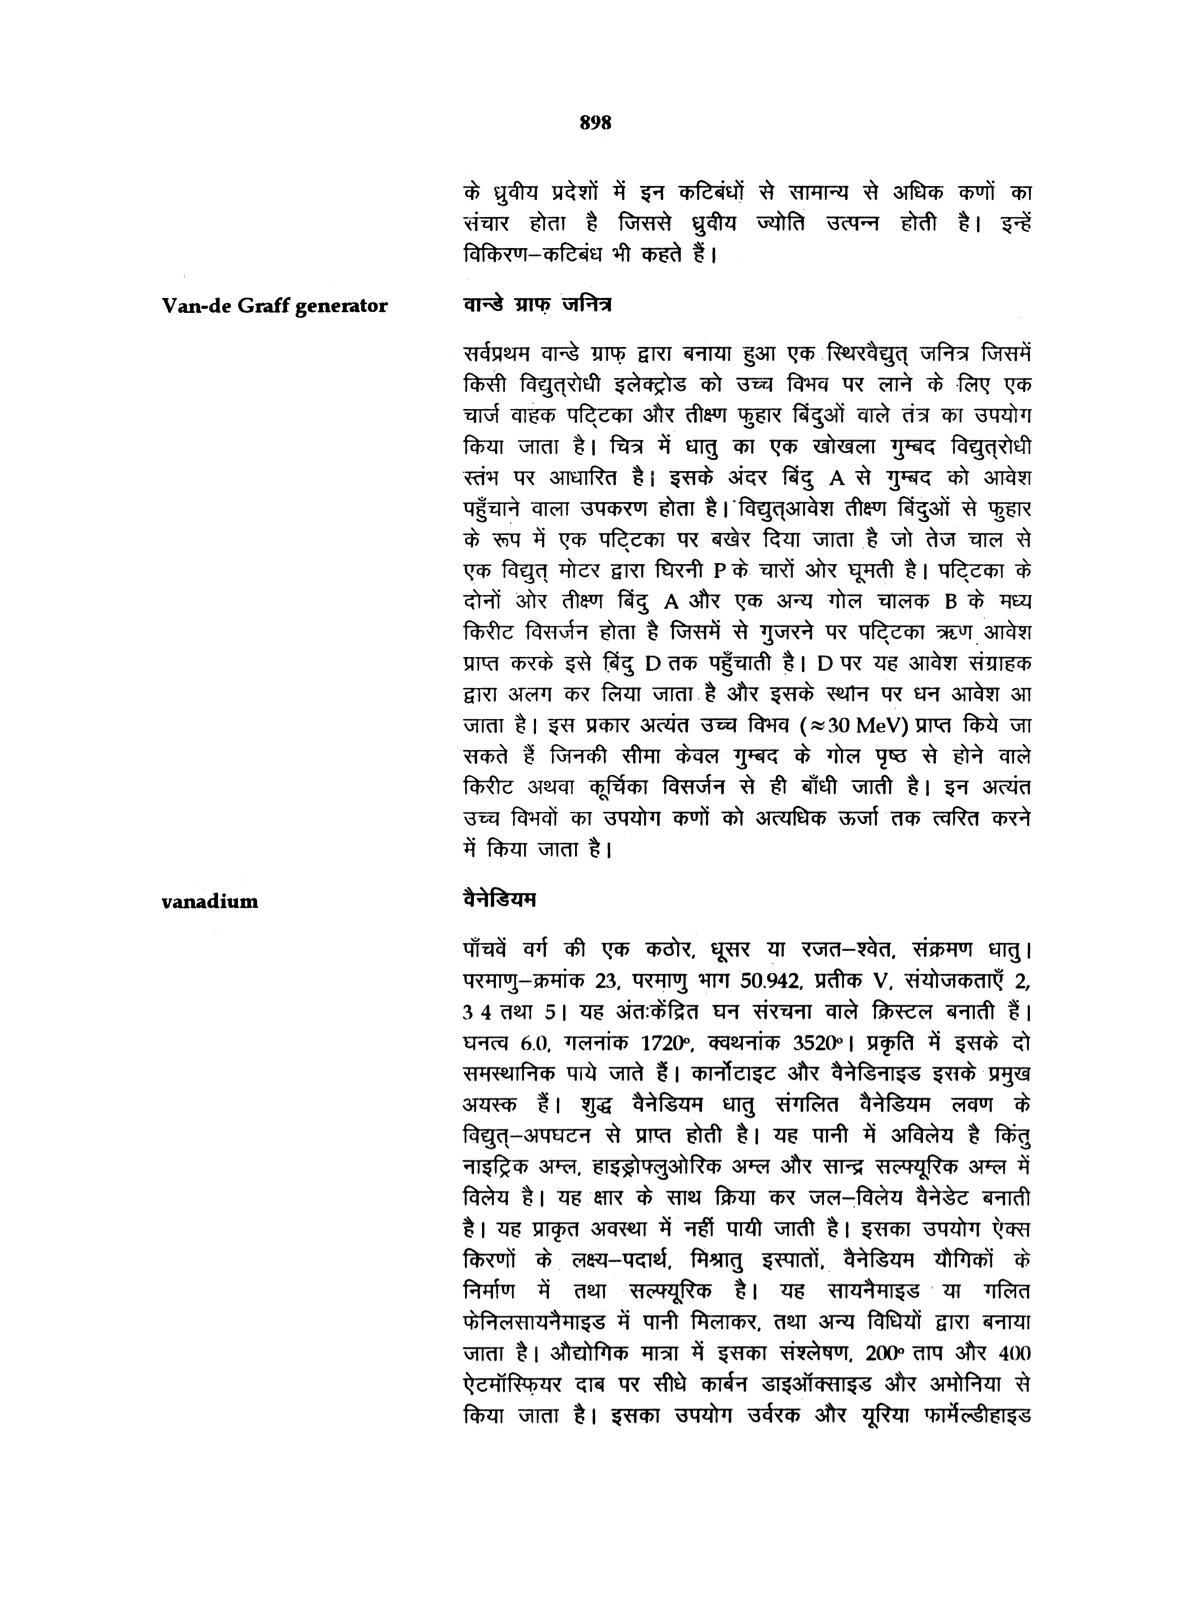 898
के ध्रुवीय प्रदेशों में इन कटिबंधों से सामान्य से अधिक कणों का
संचार होता है जिससे ध्रुवीय ज्योति उत्पन्न होती है। इन्हें
विकिरण–कटिबंध भी कहते हैं।
Van-de Graff generator
वान्डे ग्राफ़ जनित्र
सर्वप्रथम वान्डे ग्राफ़ द्वारा बनाया हुआ एक स्थिरवैद्युत् जनित्र जिसमें
किसी विद्युत्‌रोधी इलेक्ट्रोड को उच्च विभव पर लाने के लिए एक
चार्ज वाहक पट्टिका और तीक्ष्ण फुहार बिंदुओं वाले तंत्र का उपयोग
किया जाता है। चित्र में धातु का एक खोखला गुम्बद विद्युत्‌रोधी
स्तंभ पर आधारित है। इसके अंदर बिंदु A से गुम्बद को आवेश
पहुँचाने वाला उपकरण होता है। विद्युत्‌आवेश तीक्ष्ण बिंदुओं से फुहार
के रूप में एक पट्टिका पर बखेर दिया जाता है जो तेज चाल से
एक विद्युत् मोटर द्वारा घिरनी P के चारों ओर घूमती है। पट्टिका के
दोनों ओर तीक्ष्ण बिंदु A और एक अन्य गोल चालक B के मध्य
किरीट विसर्जन होता है जिसमें से गुजरने पर पट्टिका ऋण आवेश
प्राप्त करके इसे बिंदु D तक पहुँचाती है। D पर यह आवेश संग्राहक
द्वारा अलग कर लिया जाता है और इसके स्थान पर धन आवेश आ
जाता है। इस प्रकार अत्यंत उच्च विभव (≈30 MeV) प्राप्त किये जा
सकते हैं जिनकी सीमा केवल गुम्बद के गोल पृष्ठ से होने वाले
किरीट अथवा कूर्चिका विसर्जन से ही बाँधी जाती है। इन अत्यंत
उच्च विभवों का उपयोग कणों को अत्यधिक ऊर्जा तक त्वरित करने
में किया जाता है।
vanadium
वैनेडियम
पाँचवें वर्ग की एक कठोर, धूसर या रजत–श्वेत, संक्रमण धातु।
परमाणु–क्रमांक 23, परमाणु भाग 50.942, प्रतीक V, संयोजकताएँ 2,
3 4 तथा 5। यह अंतःकेंद्रित घन संरचना वाले क्रिस्टल बनाती हैं।
घनत्व 6.0, गलनांक 1720°, क्वथनांक 3520°। प्रकृति में इसके दो
समस्थानिक पाये जाते हैं। कार्नोटाइट और वैनेडिनाइड इसके प्रमुख
अयस्क हैं। शुद्ध वैनेडियम धातु संगलित वैनेडियम लवण के
विद्युत्–अपघटन से प्राप्त होती है। यह पानी में अविलेय है किंतु
नाइट्रिक अम्ल, हाइड्रोफ्लुओरिक अम्ल और सान्द्र सल्फ्यूरिक अम्ल में
विलेय है। यह क्षार के साथ क्रिया कर जल–विलेय वैनेडेट बनाती
है। यह प्राकृत अवस्था में नहीं पायी जाती है। इसका उपयोग ऐक्स
किरणों के लक्ष्य–पदार्थ, मिश्रातु इस्पातों, वैनेडियम यौगिकों के
निर्माण में तथा सल्फ्यूरिक है। यह सायनैमाइड या गलित
फेनिलसायनैमाइड में पानी मिलाकर, तथा अन्य विधियों द्वारा बनाया
जाता है। औद्योगिक मात्रा में इसका संश्लेषण, 200° ताप और 400
ऐटमॉस्फ़ियर दाब पर सीधे कार्बन डाइऑक्साइड और अमोनिया से
किया जाता है। इसका उपयोग उर्वरक और यूरिया फार्मेल्डीहाइड